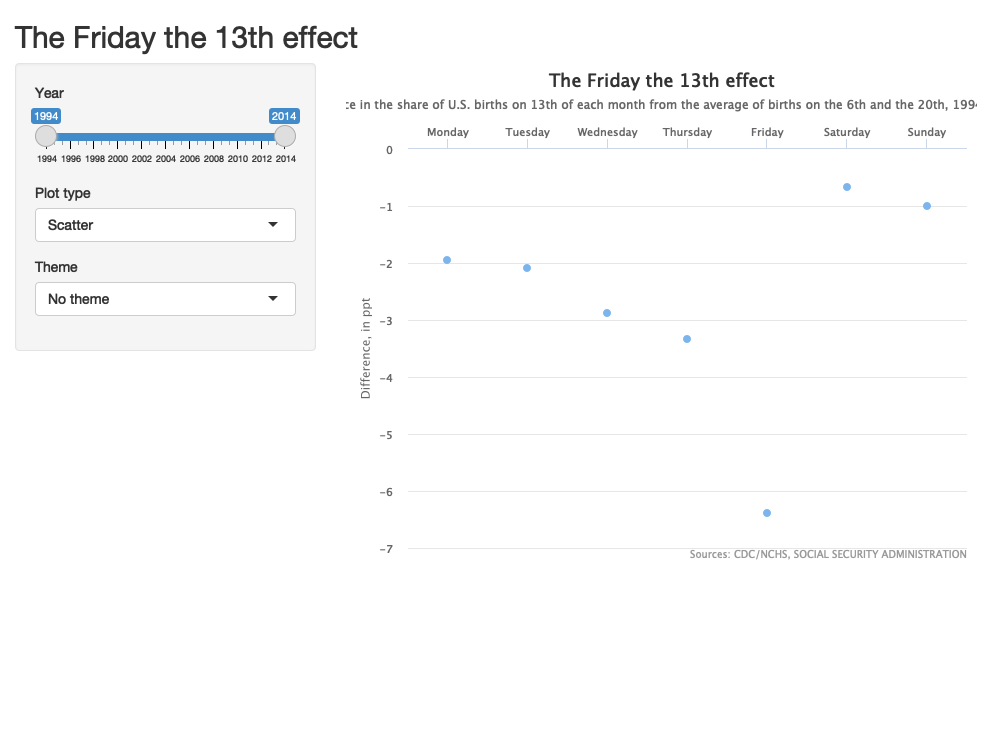 The Friday the 13th effect
Year
1994 2014
1994 1996 1998 2000 2002 2004 2006 2008 2010 2012 2014
Plot type
Scatter
Theme
No theme
The Friday the 13th effect
in the share of U.S. births on 13th of each month from the average of births on the 6th and the 20th,
Monday Tuesday Wednesday Thursday Friday Saturday Sunday
0
-1
-2
-3
-4
-5
-6
-7
Difference, in ppt
Sources: CDC/NCHS, SOCIAL SECURITY ADMINISTRATION